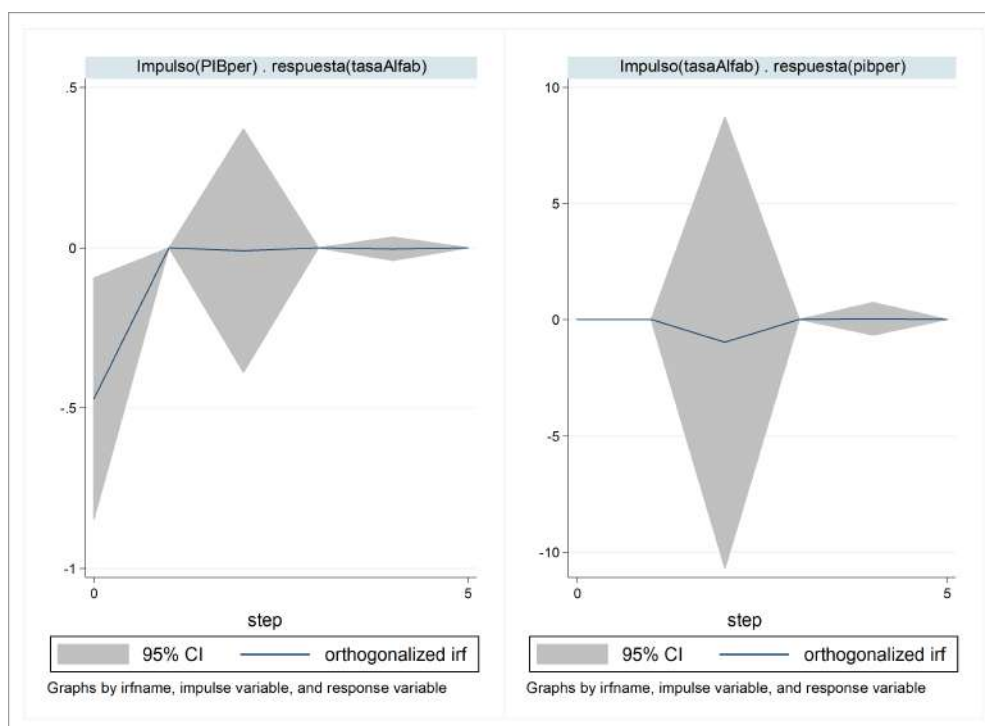 Impulso(PIBper) . respuesta(tasaAlfab)
.5
0
-.5
-1
0
5
step
95% CI
orthogonalized irf
Graphs by irfname, impulse variable, and response variable
Impulso(tasaAlfab) . respuesta(pibper)
10
5
0
-5
-10
0
5
step
95% CI
orthogonalized irf
Graphs by irfname, impulse variable, and response variable